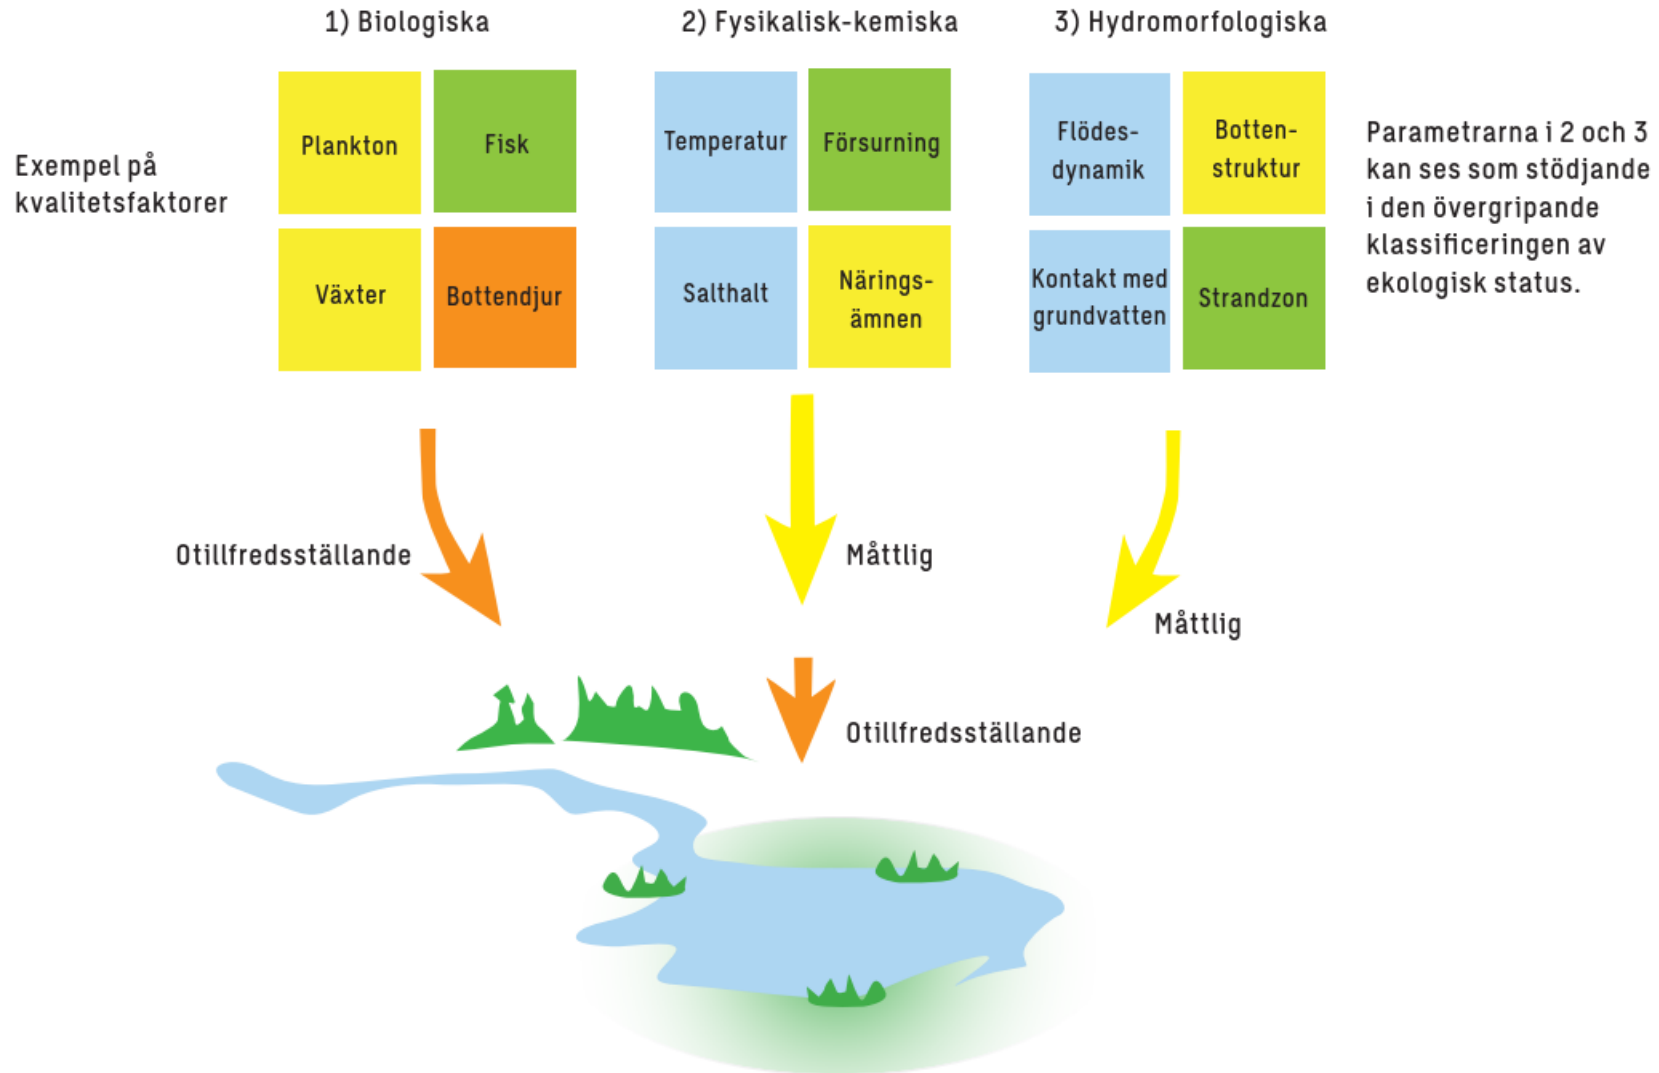 1) Biologiska
2) Fysikalisk-kemiska
3) Hydromorfologiska
Exempel på
kvalitetsfaktorer
Plankton
Fisk
Växter
Bottendjur
Temperatur
Försurning
Salthalt
Närings-
ämnen
Flödes-
dynamik
Botten-
struktur
Kontakt med
grundvatten
Strandzon
Parametrarna i 2 och 3
kan ses som stödjande
i den övergripande
klassificeringen av
ekologisk status.
Otillfredsställande
Måttlig
Måttlig
Otillfredsställande